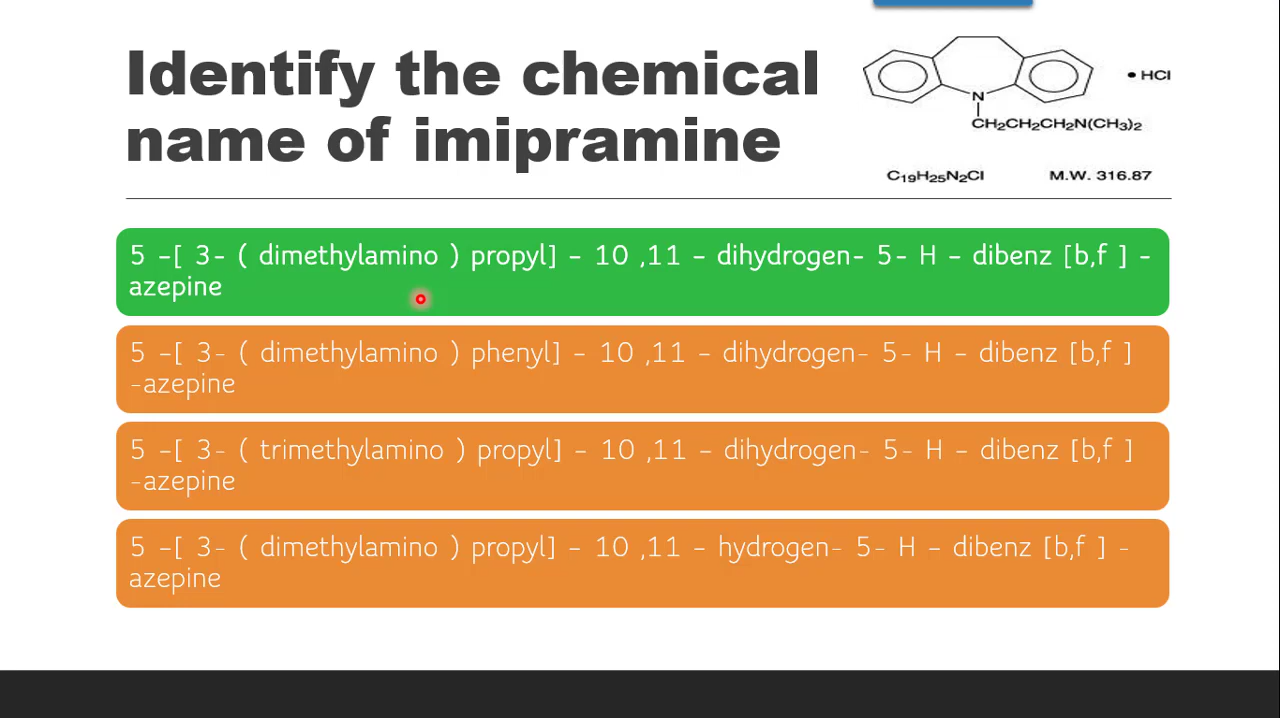 Identify the chemical
name of imipramine
N
• HCl
CH₂CH₂CH₂N(CH₃)₂
C₁₉H₂₅N₂Cl M.W. 316.87
5 –[ 3- ( dimethylamino ) propyl] – 10 ,11 – dihydrogen- 5- H – dibenz [b,f ] -
azepine
5 –[ 3- ( dimethylamino ) phenyl] – 10 ,11 – dihydrogen- 5- H – dibenz [b,f ]
-azepine
5 –[ 3- ( trimethylamino ) propyl] – 10 ,11 – dihydrogen- 5- H – dibenz [b,f ]
-azepine
5 –[ 3- ( dimethylamino ) propyl] – 10 ,11 – hydrogen- 5- H – dibenz [b,f ] -
azepine